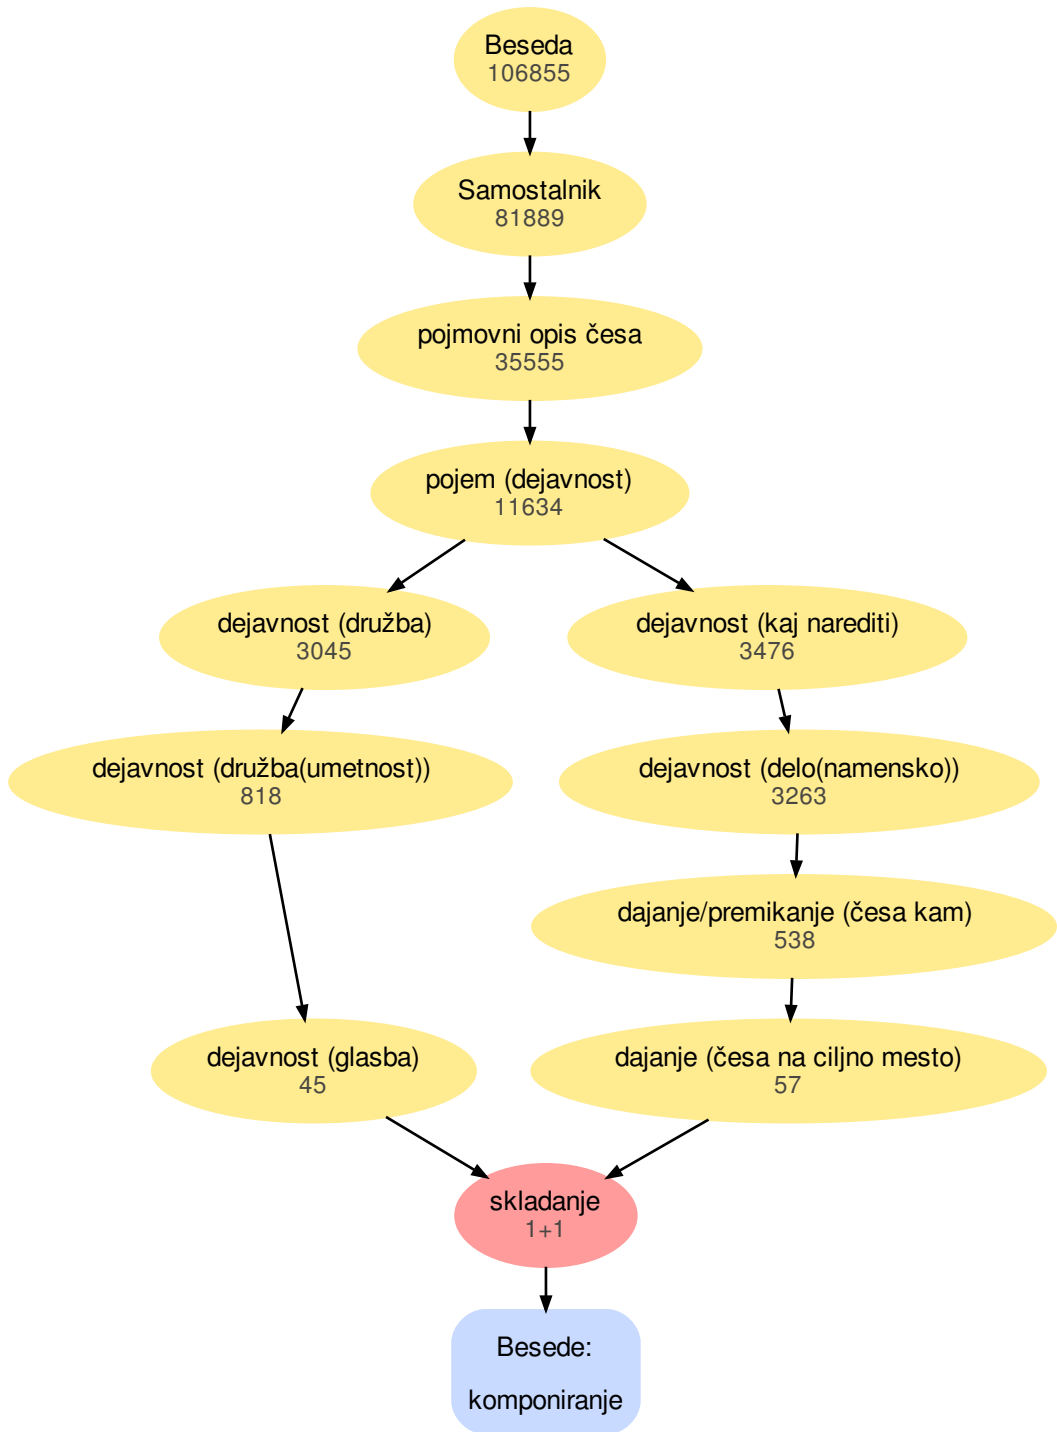 Beseda
106855
Samostalnik
81889
pojmovni opis česa
35555
pojem (dejavnost)
11634
dejavnost (družba)
3045
dejavnost (kaj narediti)
3476
dejavnost (družba(umetnost))
818
dejavnost (delo(namensko))
3263
dajanje/premikanje (česa kam)
538
dejavnost (glasba)
45
dajanje (česa na ciljno mesto)
57
skladanje
1+1
Besede:
komponiranje